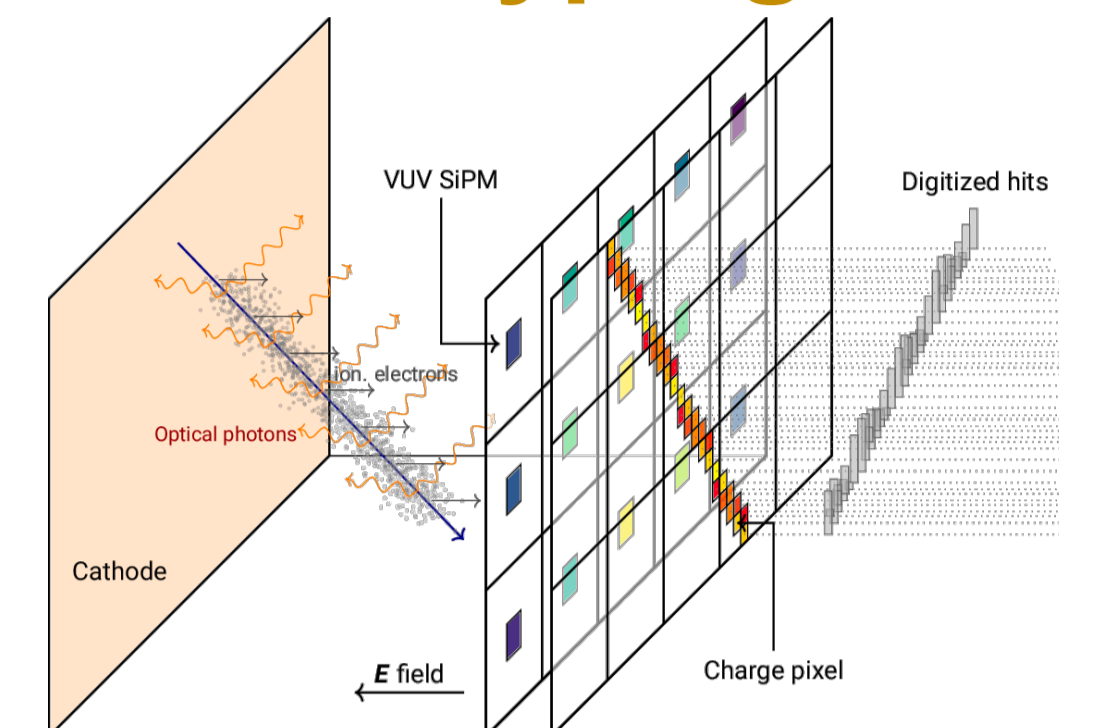 VUV SiPM
Digitized hits
ion. electrons
Optical photons
Cathode
E field
Charge pixel